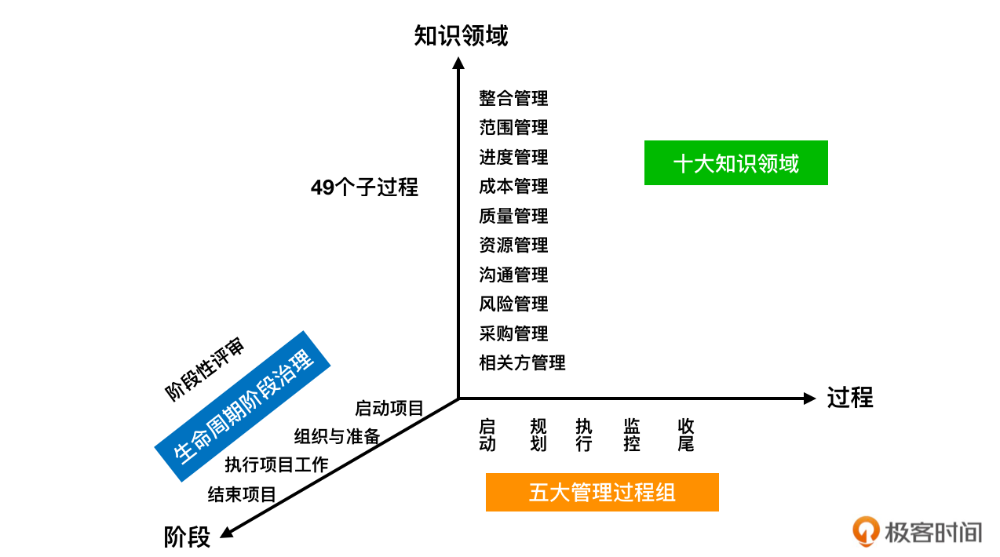 知识领域
整合管理
范围管理
进度管理
成本管理
质量管理
资源管理
沟通管理
风险管理
采购管理
相关方管理
十大知识领域
49个子过程
阶段性评审
生命周期阶段治理
启动项目
组织与准备
执行项目工作
结束项目
阶段
过程
启动
规划
执行
监控
收尾
五大管理过程组
极客时间